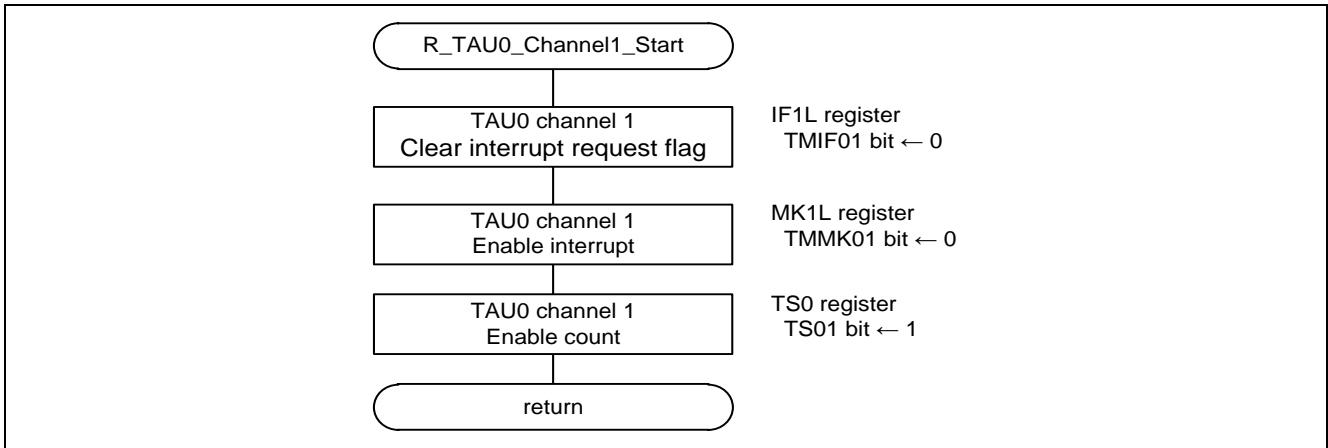 R_TAU0_Channel1_Start
TAU0 channel 1
Clear interrupt request flag
IF1L register
TMIF01 bit ← 0
TAU0 channel 1
Enable interrupt
MK1L register
TMMK01 bit ← 0
TAU0 channel 1
Enable count
TS0 register
TS01 bit ← 1
return